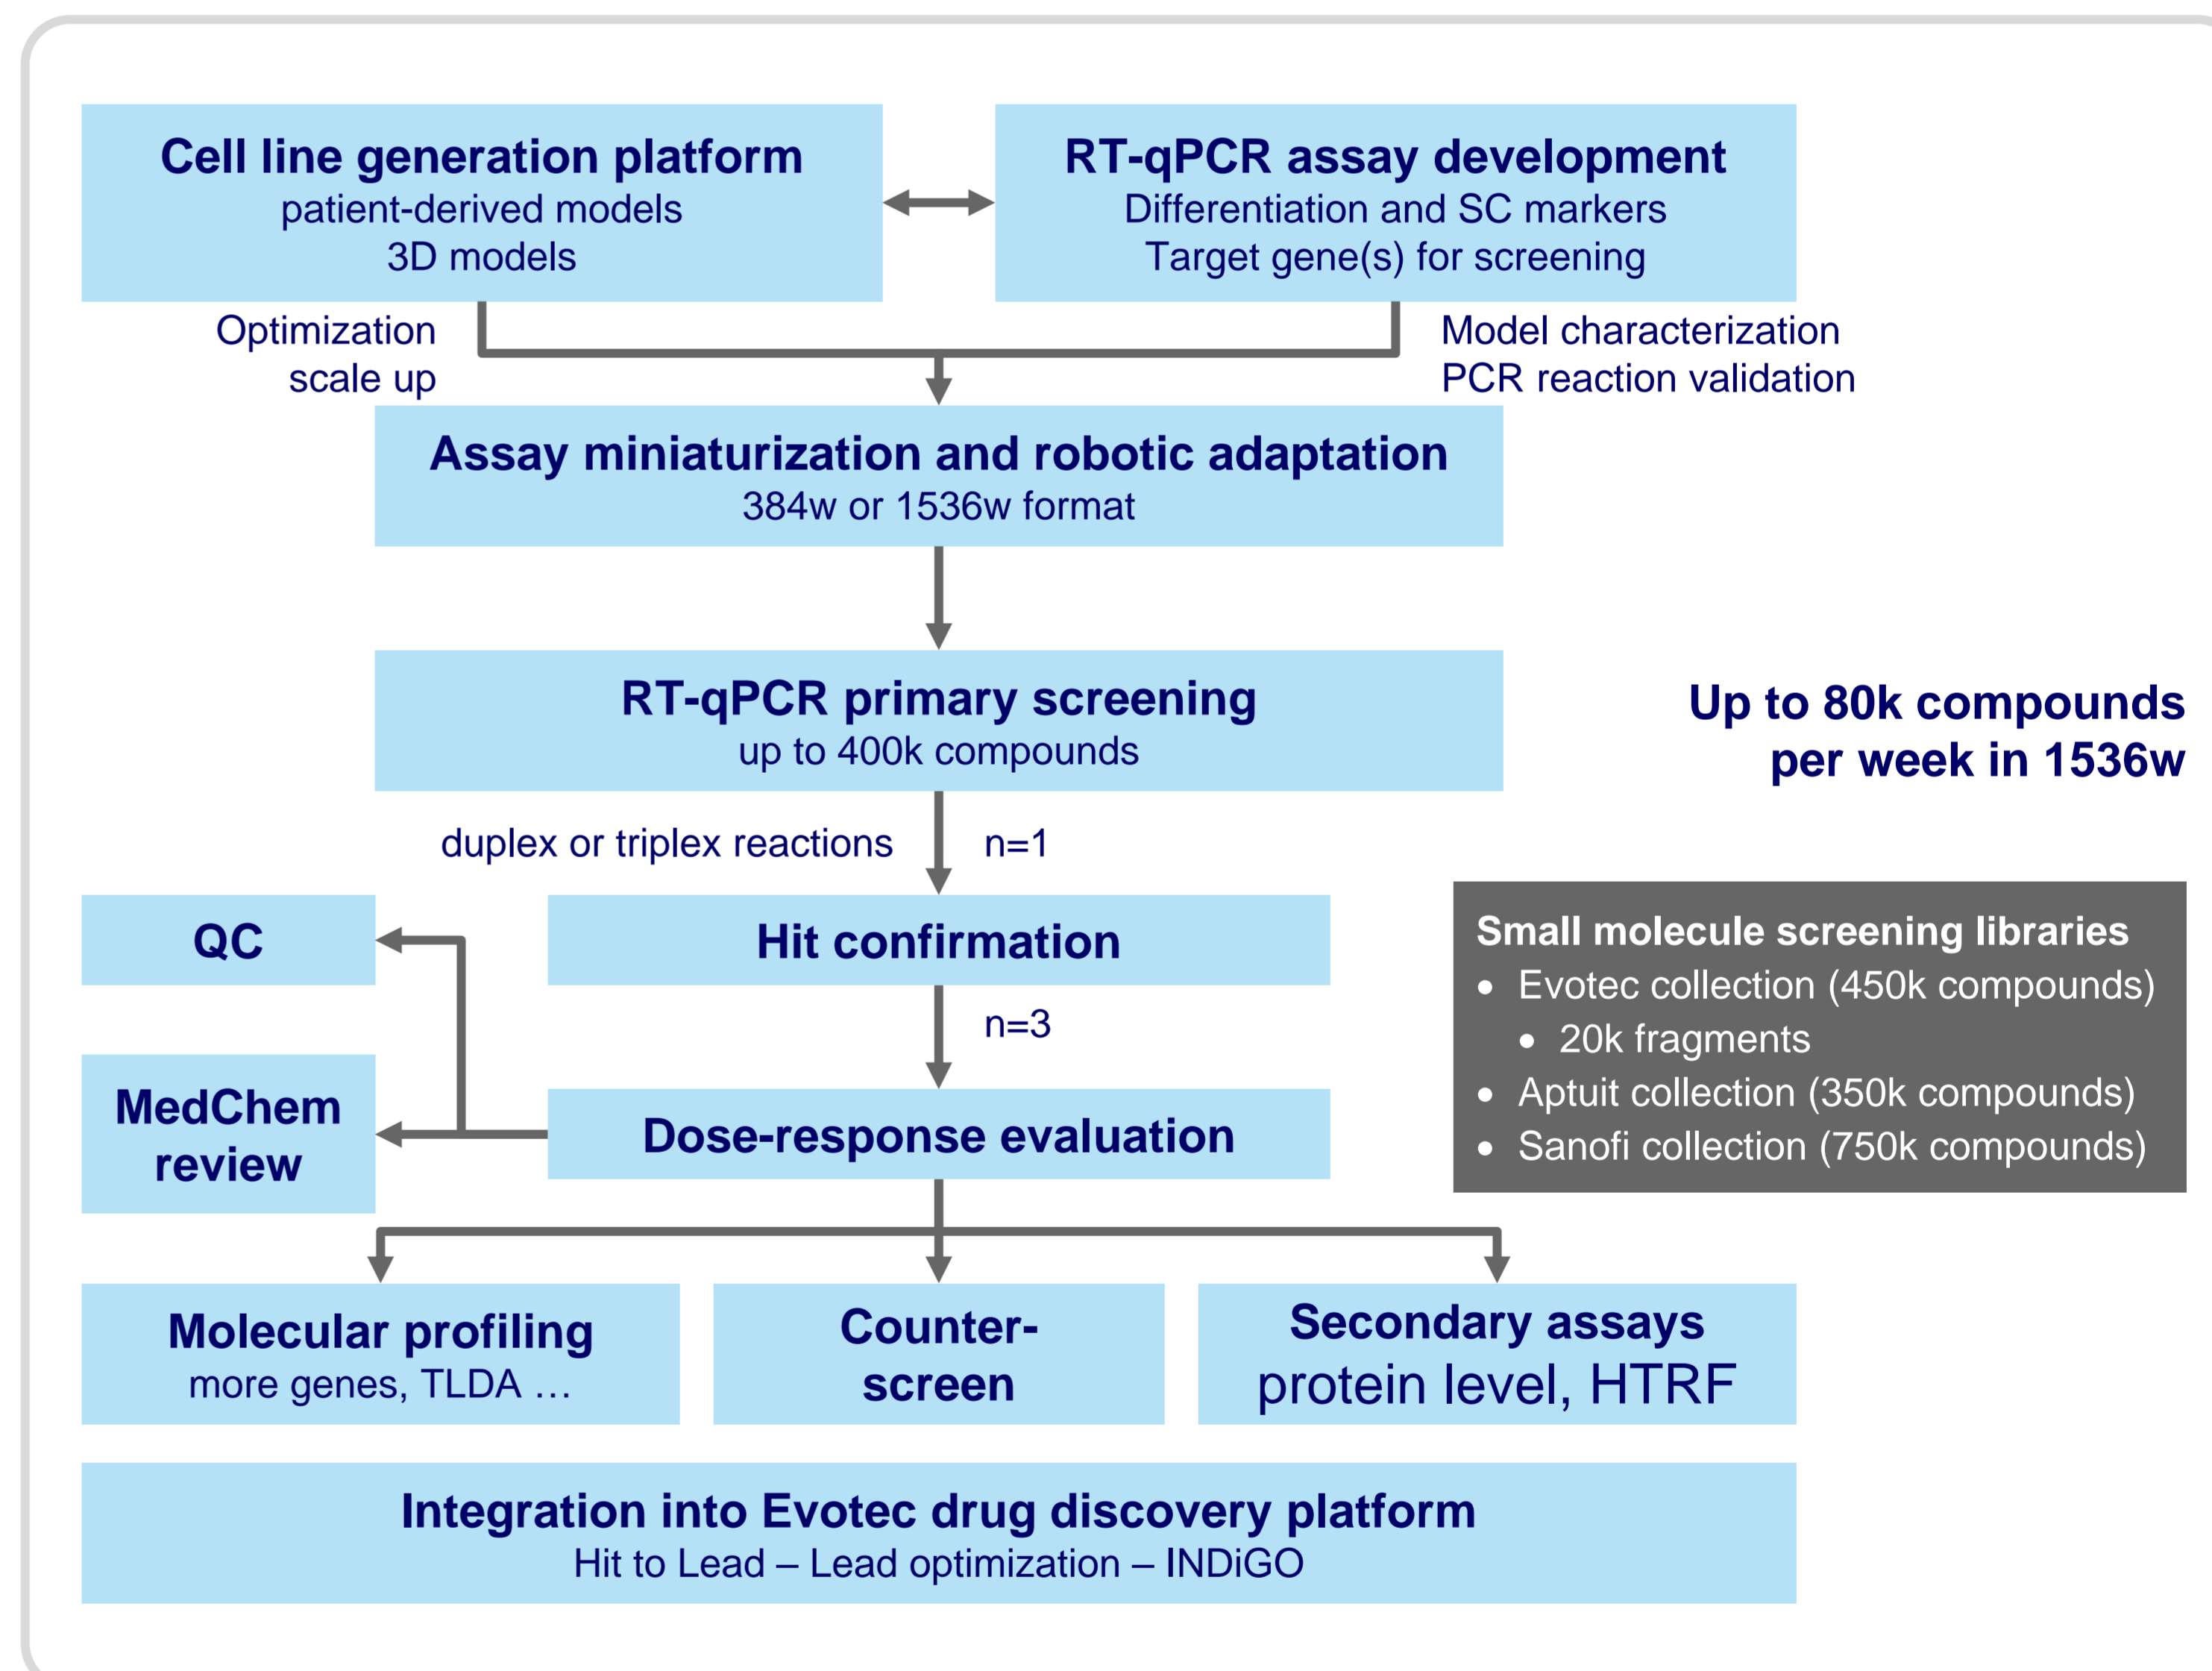 Cell line generation platform
patient-derived models
3D models
RT-qPCR assay development
Differentiation and SC markers
Target gene(s) for screening
Optimization
scale up
Model characterization
PCR reaction validation
Assay miniaturization and robotic adaptation
384w or 1536w format
RT-qPCR primary screening
up to 400k compounds
Up to 80k compounds
per week in 1536w
duplex or triplex reactions
n=1
QC
Hit confirmation
n=3
MedChem
review
Dose-response evaluation
Small molecule screening libraries
● Evotec collection (450k compounds)
● 20k fragments
● Aptuit collection (350k compounds)
● Sanofi collection (750k compounds)
Molecular profiling
more genes, TLDA …
Counter-
screen
Secondary assays
protein level, HTRF
Integration into Evotec drug discovery platform
Hit to Lead – Lead optimization – INDiGO